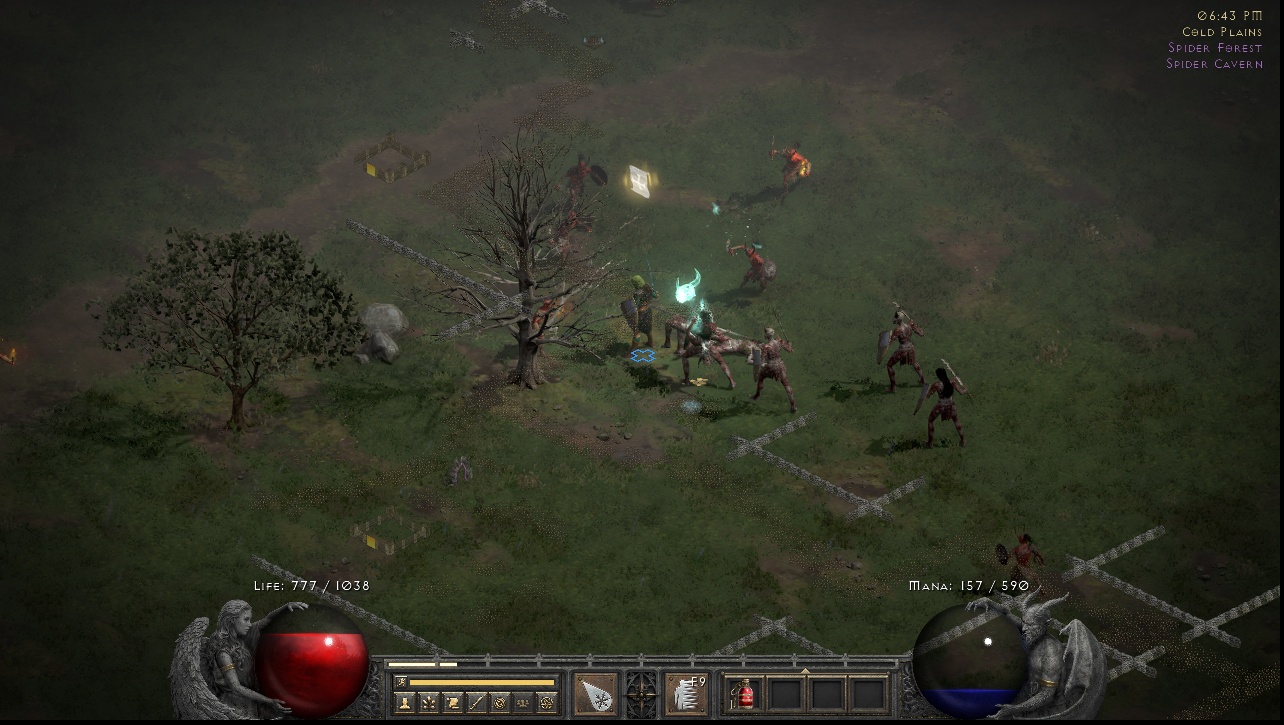 06:43 PM
Cold Plains
Spider Forest
Spider Cavern
Life: 777 / 1038
Mana: 157 / 590
F9